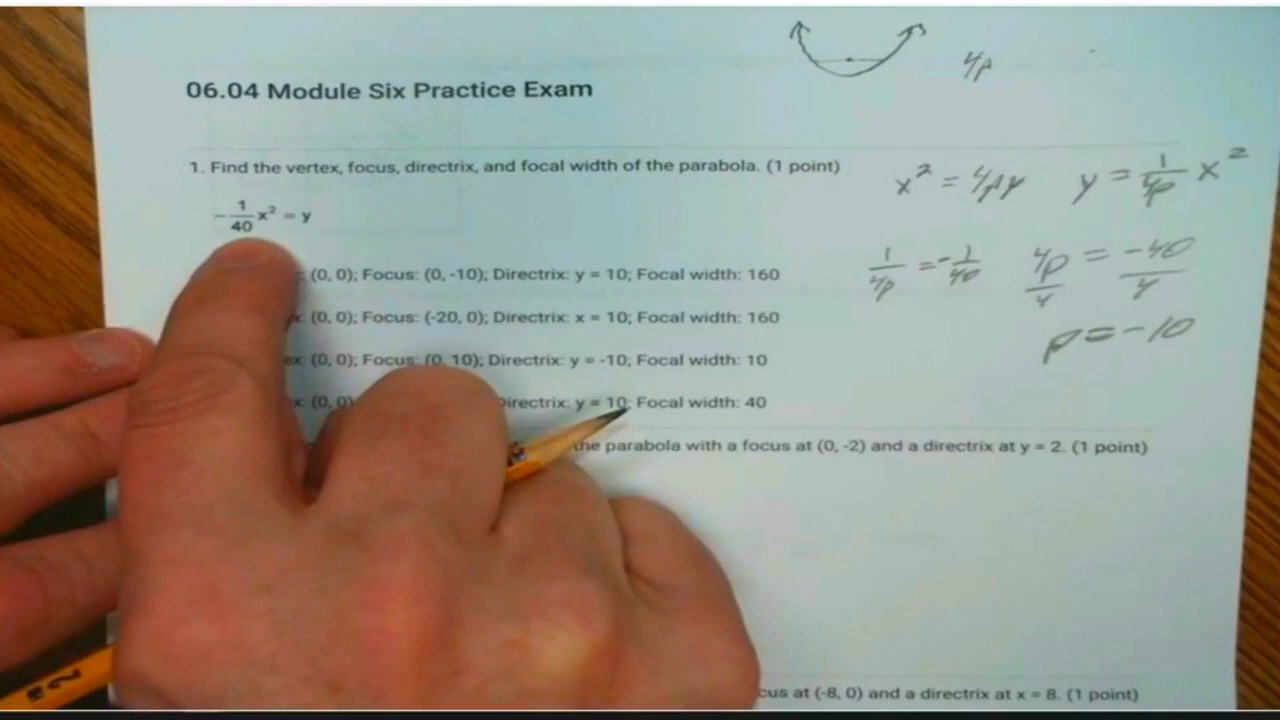 4p
06.04 Module Six Practice Exam
1. Find the vertex, focus, directrix, and focal width of the parabola. (1 point)
x² = 4py y = 1/4p x²
-1/40 x² = y
1/4p = -1/40 4p/4 = -40/4
(0, 0); Focus: (0, -10); Directrix: y = 10; Focal width: 160
(0, 0); Focus: (-20, 0); Directrix: x = 10; Focal width: 160
p = -10
(0, 0); Focus: (0, 10); Directrix: y = -10; Focal width: 10
(0, 0) y = 10; Focal width: 40
the parabola with a focus at (0, -2) and a directrix at y = 2. (1 point)
at (-8, 0) and a directrix at x = 8. (1 point)
2